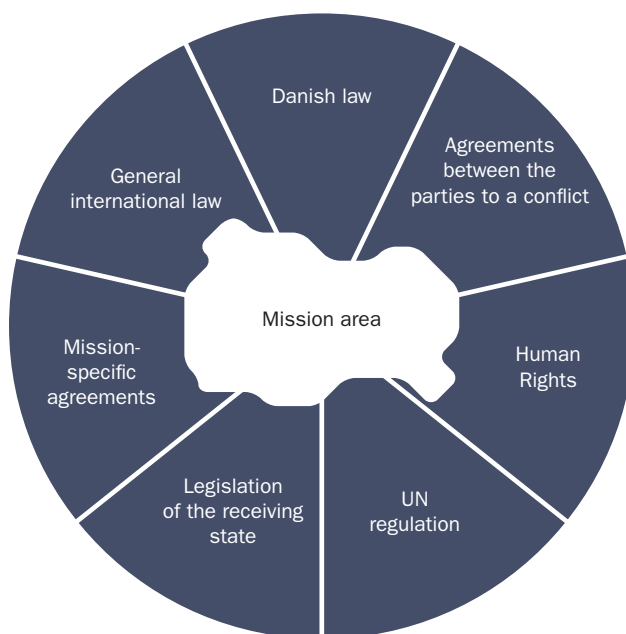 Danish law
Agreements
between the
parties to a conflict
General
international law
Mission area
Human
Rights
Mission-
specific
agreements
Legislation
of the receiving
state
UN
regulation